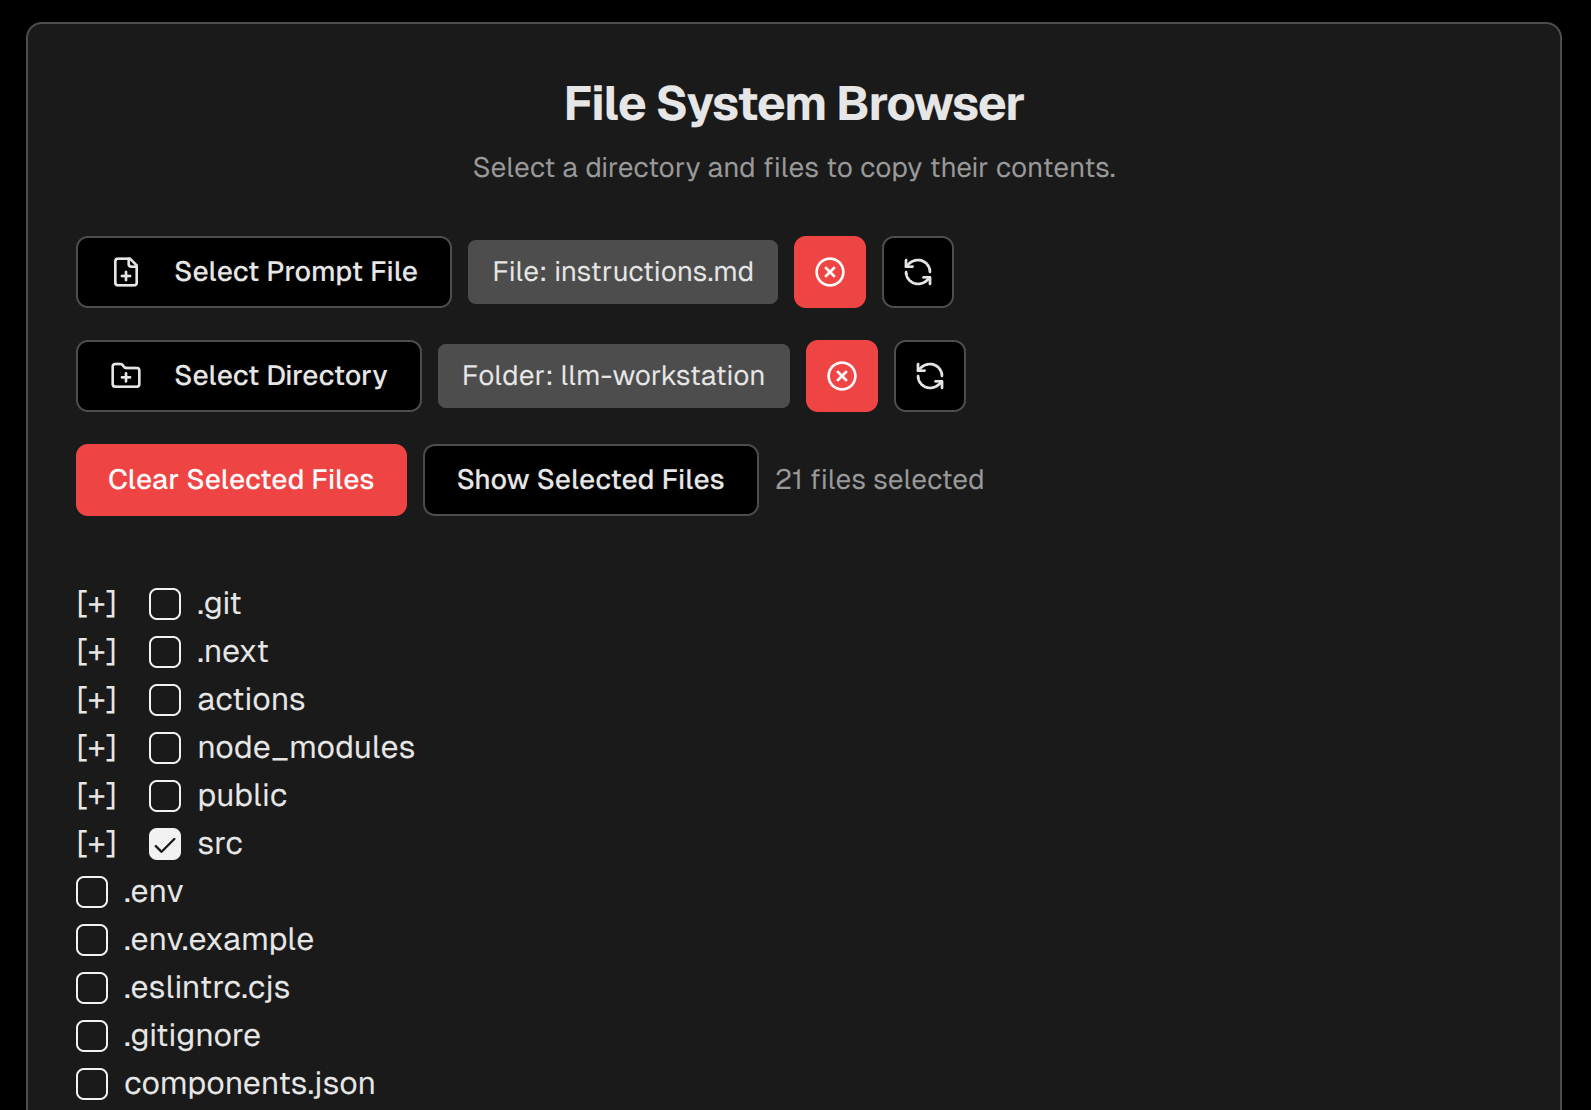 File System Browser
Select a directory and files to copy their contents.
Select Prompt File File: instructions.md
Select Directory Folder: llm-workstation
Clear Selected Files Show Selected Files 21 files selected
[+] .git
[+] .next
[+] actions
[+] node_modules
[+] public
[+] src
.env
.env.example
.eslintrc.cjs
.gitignore
components.json